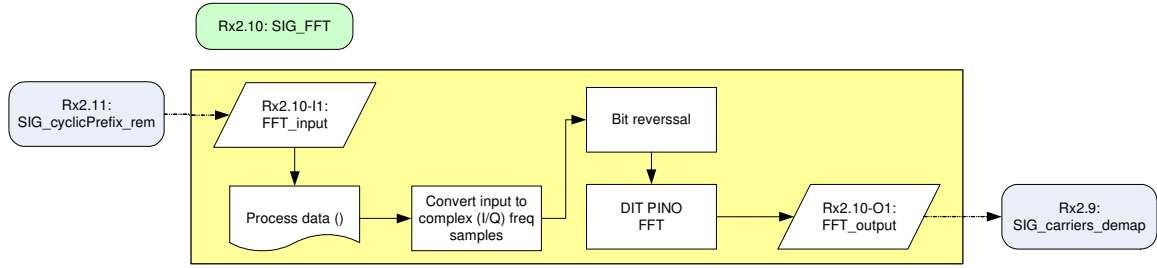 Rx2.10: SIG_FFT
Rx2.11:
SIG_cyclicPrefix_rem
Rx2.10-I1:
FFT_input
Process data ()
Convert input to
complex (I/Q) freq
samples
Bit reverssal
DIT PINO
FFT
Rx2.10-O1:
FFT_output
Rx2.9:
SIG_carriers_demap